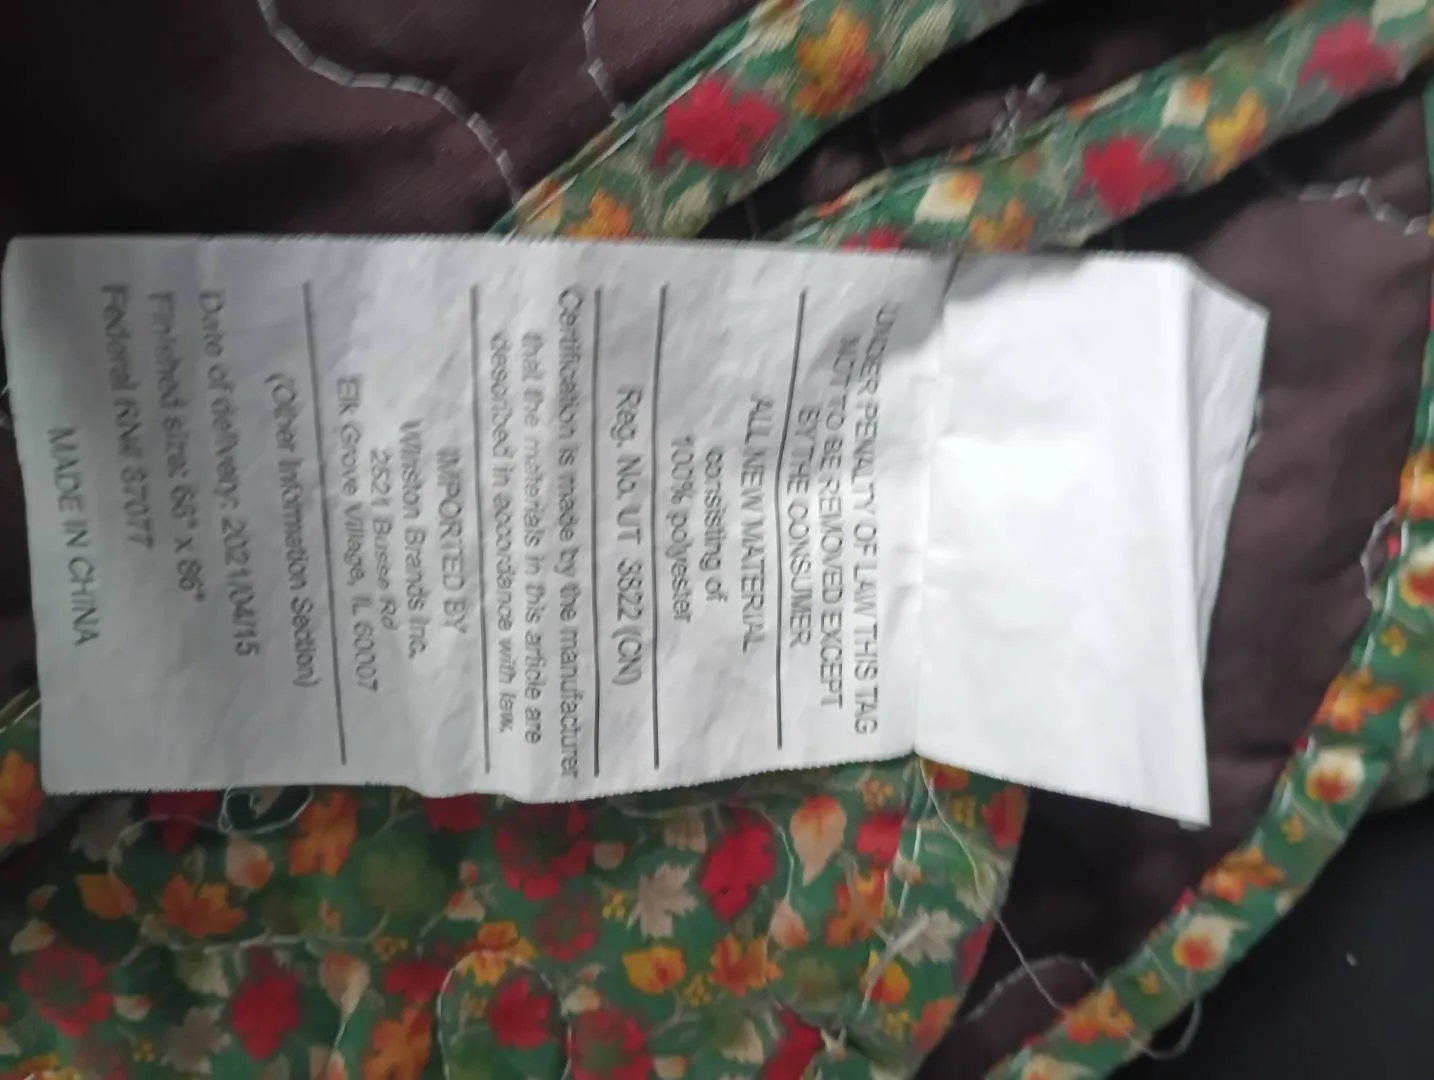 UNDER PENALTY OF LAW THIS TAG
NOT TO BE REMOVED EXCEPT
BY THE CONSUMER
ALL NEW MATERIAL
consisting of
100% polyester
Reg. No. UT 3822 (CN)
Certification is made by the manufacturer
that the materials in this article are
described in accordance with law.
IMPORTED BY
Winston Brands Inc.
2521 Busse Rd
Elk Grove Village, IL 60007
(Other Information Section)
Date of delivery: 2021/04/15
Finished size: 66" x 86"
Federal RN# 87077
MADE IN CHINA